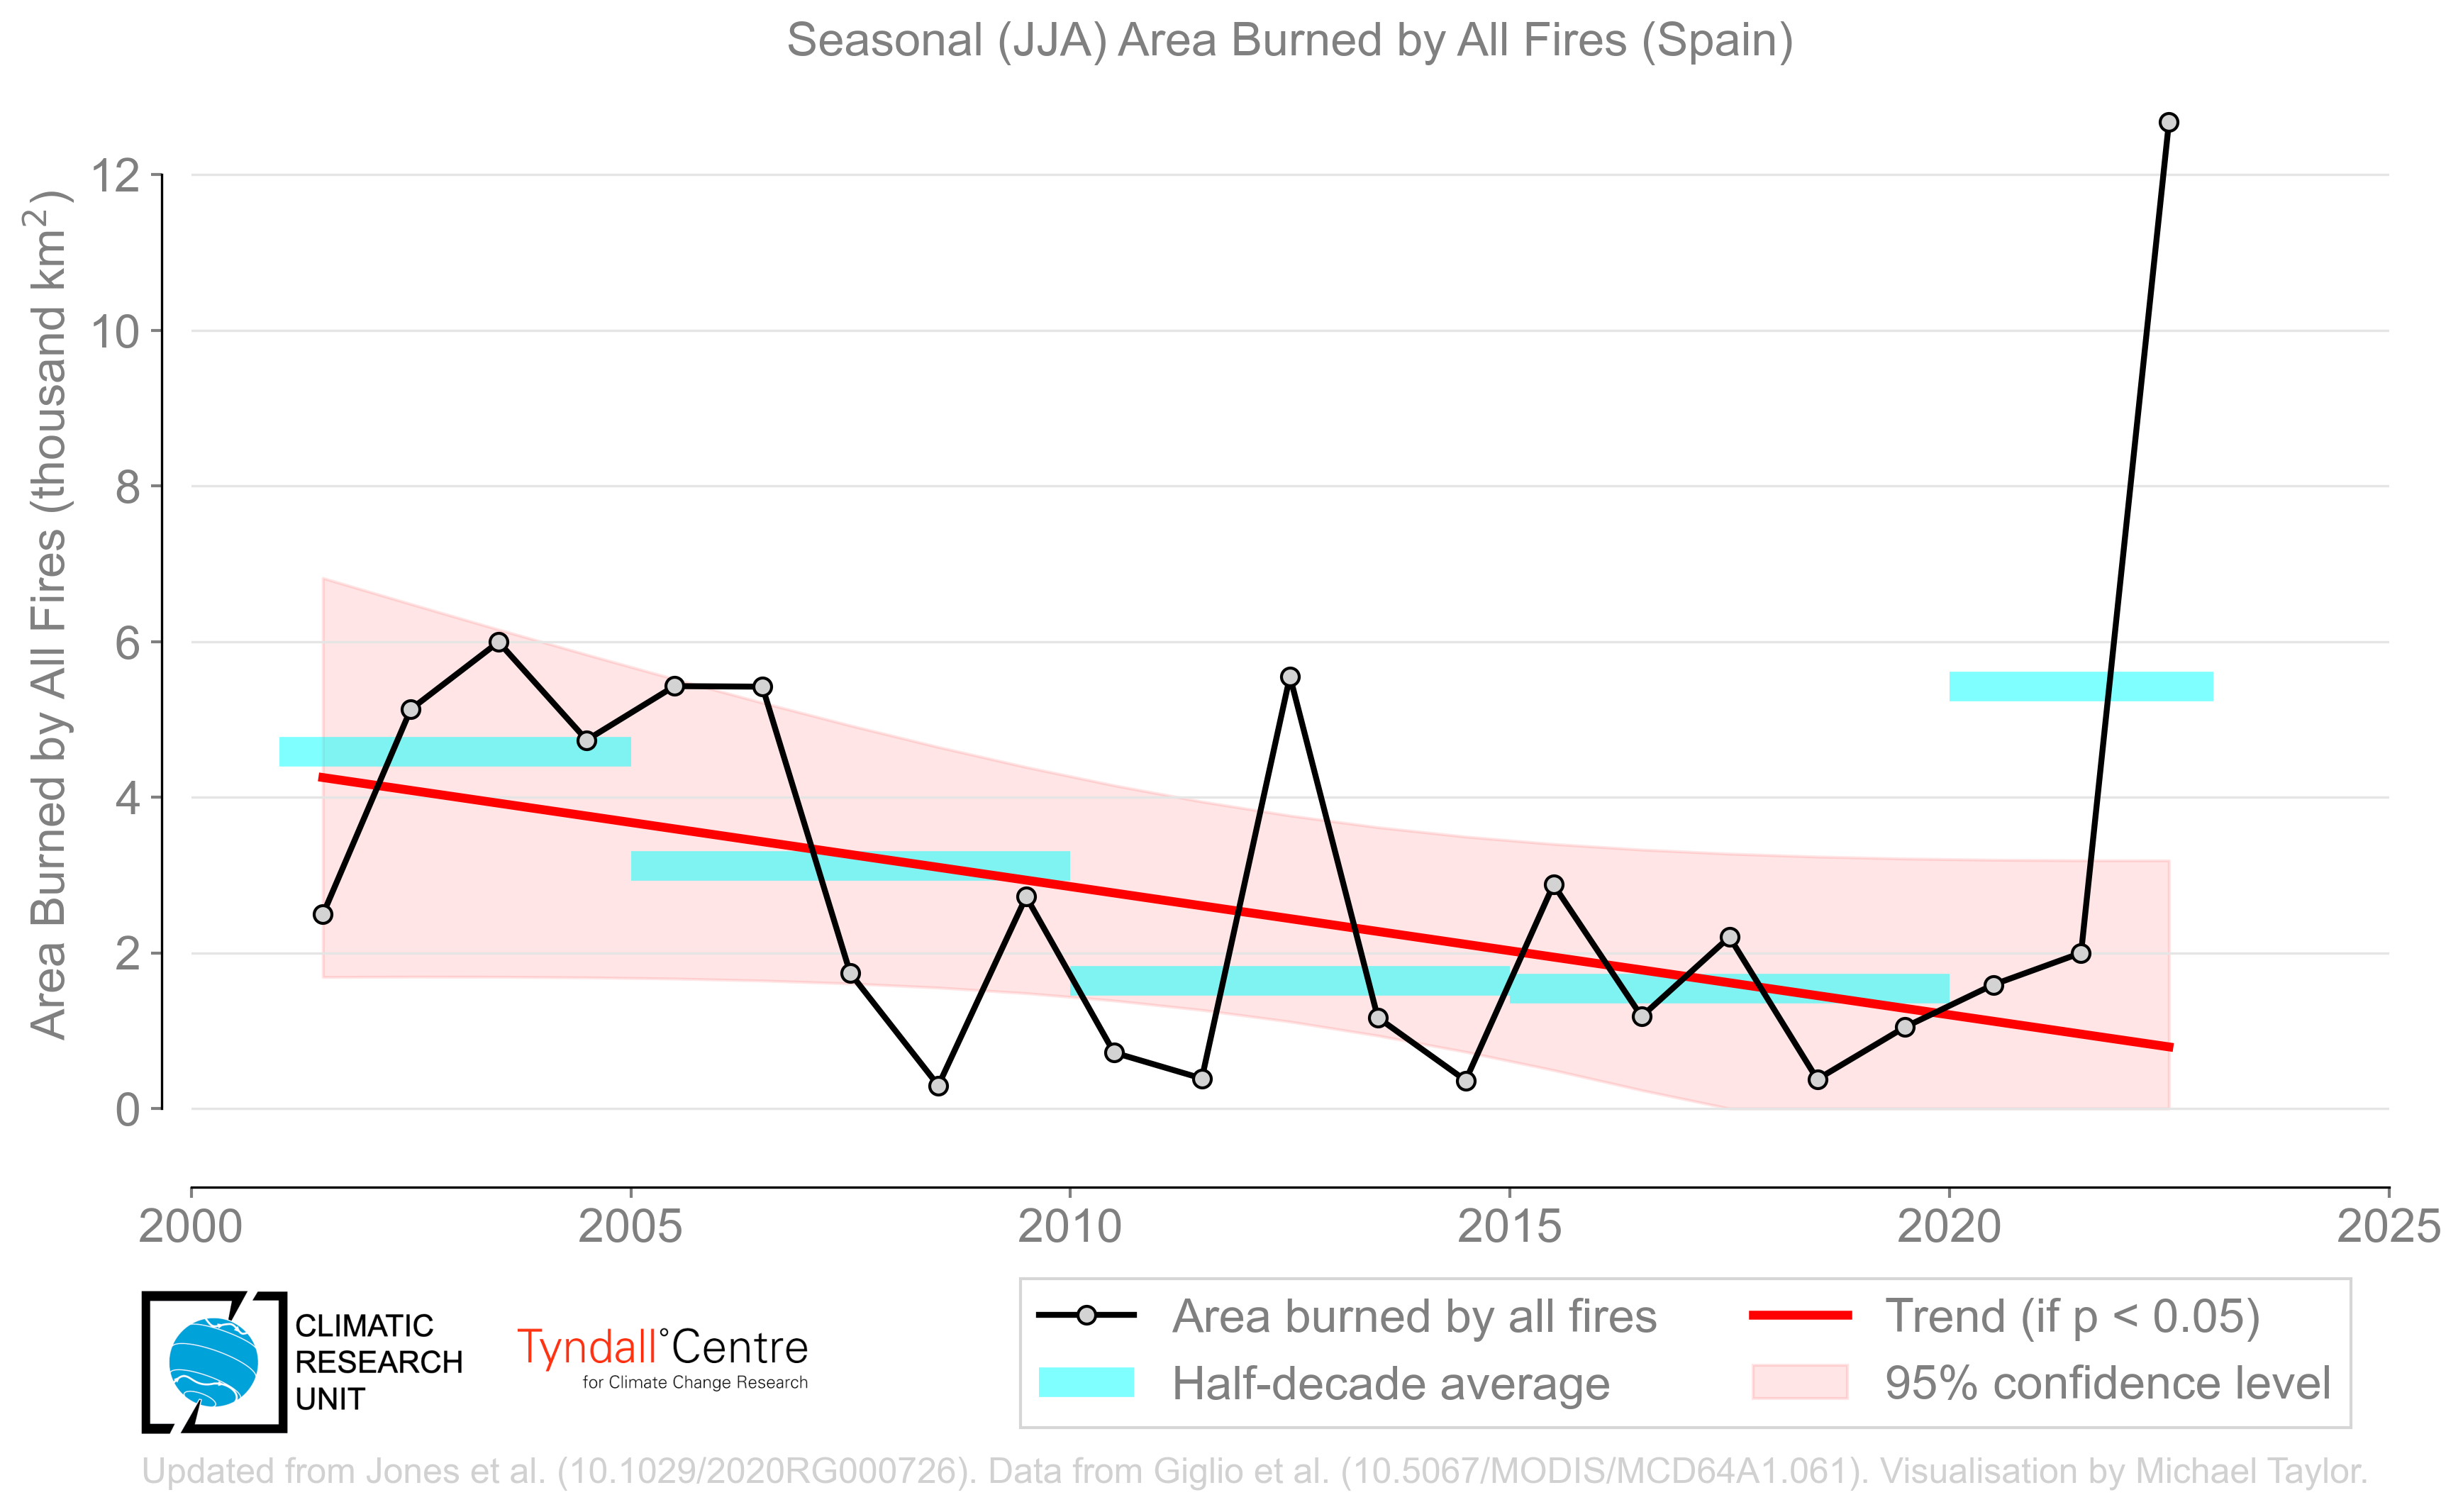 Seasonal (JJA) Area Burned by All Fires (Spain)
Area Burned by All Fires (thousand km²)
12
10
8
6
4
2
0
2000 2005 2010 2015 2020 2025
CLIMATIC
RESEARCH
UNIT
Tyndall°Centre
for Climate Change Research
Area burned by all fires
Half-decade average
Trend (if p < 0.05)
95% confidence level
Updated from Jones et al. (10.1029/2020RG000726). Data from Giglio et al. (10.5067/MODIS/MCD64A1.061). Visualisation by Michael Taylor.